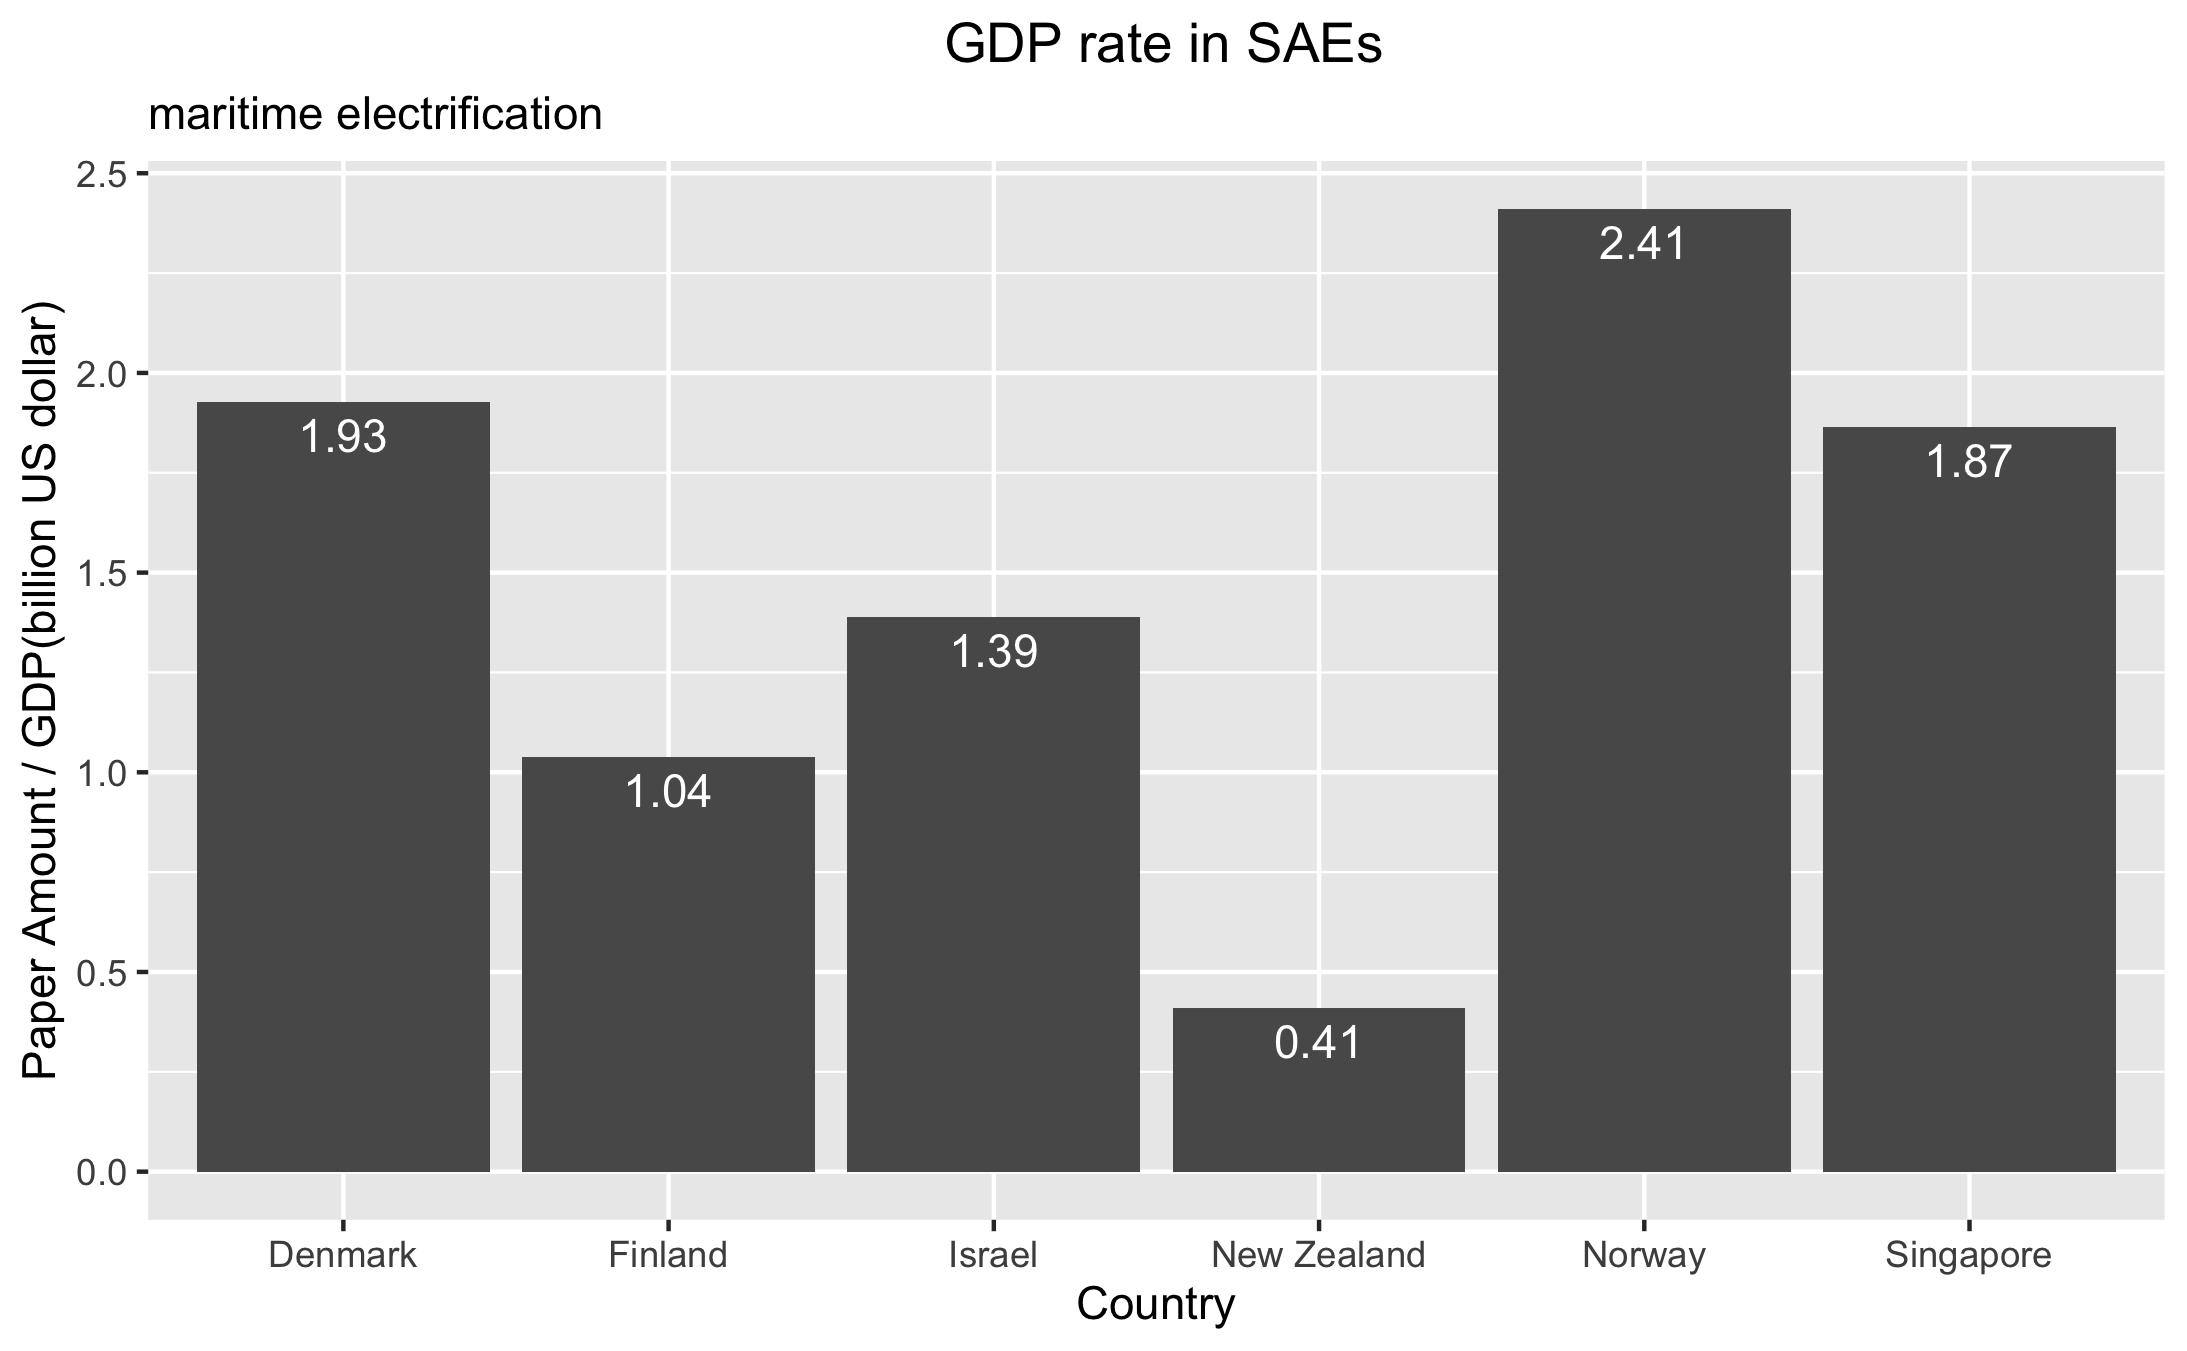 GDP rate in SAEs
maritime electrification
Paper Amount / GDP(billion US dollar)
2.5
2.0
1.5
1.0
0.5
0.0
1.93
1.04
1.39
0.41
2.41
1.87
Denmark Finland Israel New Zealand Norway Singapore
Country